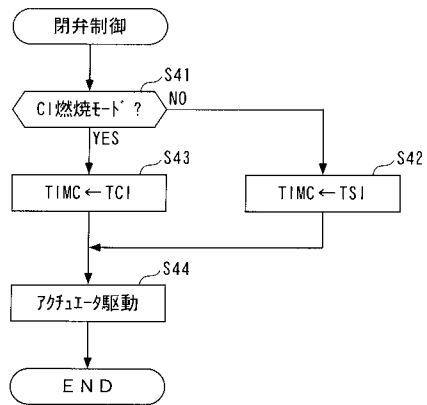 閉弁制御
S41
CI燃焼モード?
NO
YES
S43
S42
TIMC←TCI
TIMC←TSI
S44
アクチュエータ駆動
END